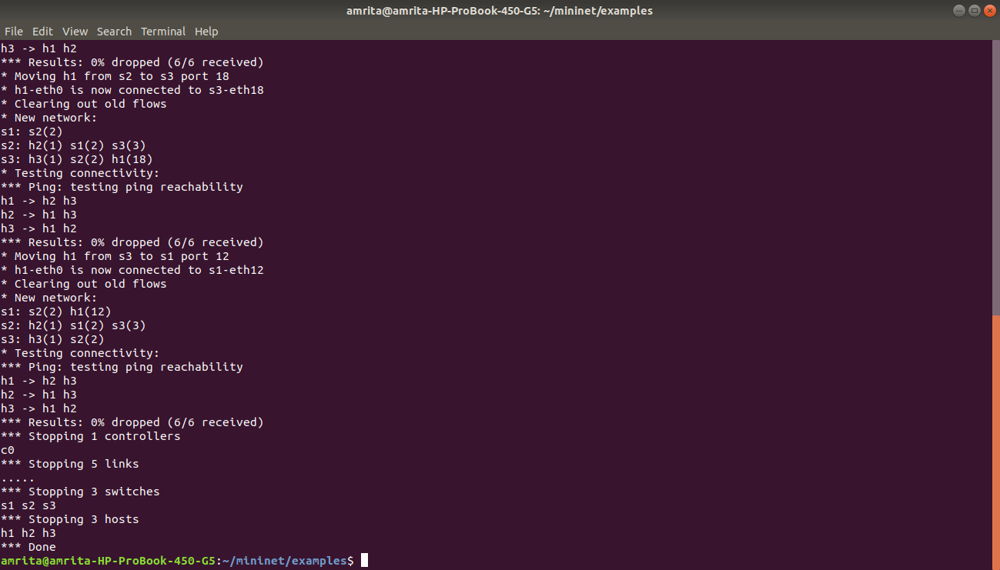 amrita@amrita-HP-ProBook-450-G5: ~/mininet/examples
File Edit View Search Terminal Help
h3 -> h1 h2
*** Results: 0% dropped (6/6 received)
* Moving h1 from s2 to s3 port 18
* h1-eth0 is now connected to s3-eth18
* Clearing out old flows
* New network:
s1: s2(2)
s2: h2(1) s1(2) s3(3)
s3: h3(1) s2(2) h1(18)
* Testing connectivity:
*** Ping: testing ping reachability
h1 -> h2 h3
h2 -> h1 h3
h3 -> h1 h2
*** Results: 0% dropped (6/6 received)
* Moving h1 from s3 to s1 port 12
* h1-eth0 is now connected to s1-eth12
* Clearing out old flows
* New network:
s1: s2(2) h1(12)
s2: h2(1) s1(2) s3(3)
s3: h3(1) s2(2)
* Testing connectivity:
*** Ping: testing ping reachability
h1 -> h2 h3
h2 -> h1 h3
h3 -> h1 h2
*** Results: 0% dropped (6/6 received)
*** Stopping 1 controllers
c0
*** Stopping 5 links
.....
*** Stopping 3 switches
s1 s2 s3
*** Stopping 3 hosts
h1 h2 h3
*** Done
amrita@amrita-HP-ProBook-450-G5:~/mininet/examples$